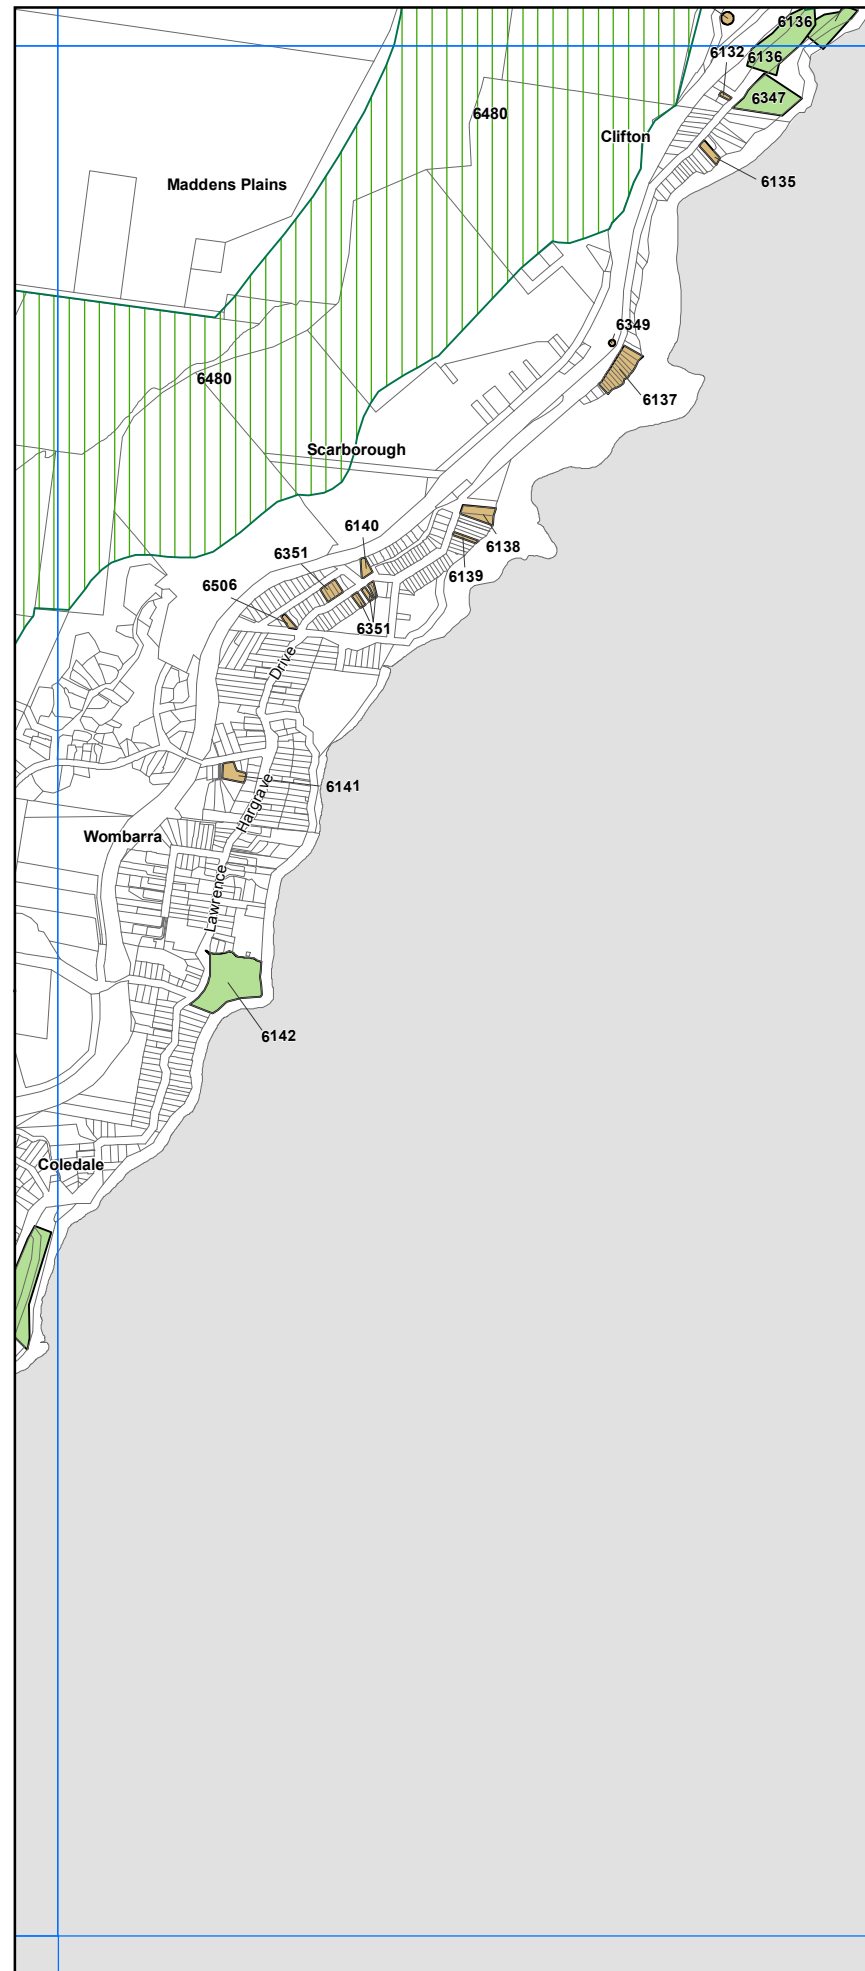 6136
6132
6136
6347
6480
Clifton
6135
Maddens Plains
6349
6480
6137
Scarborough
6140
6138
6351
6139
6506
6351
Drive
6141
Hargrave
Wombarra
Lawrence
6142
Coledale